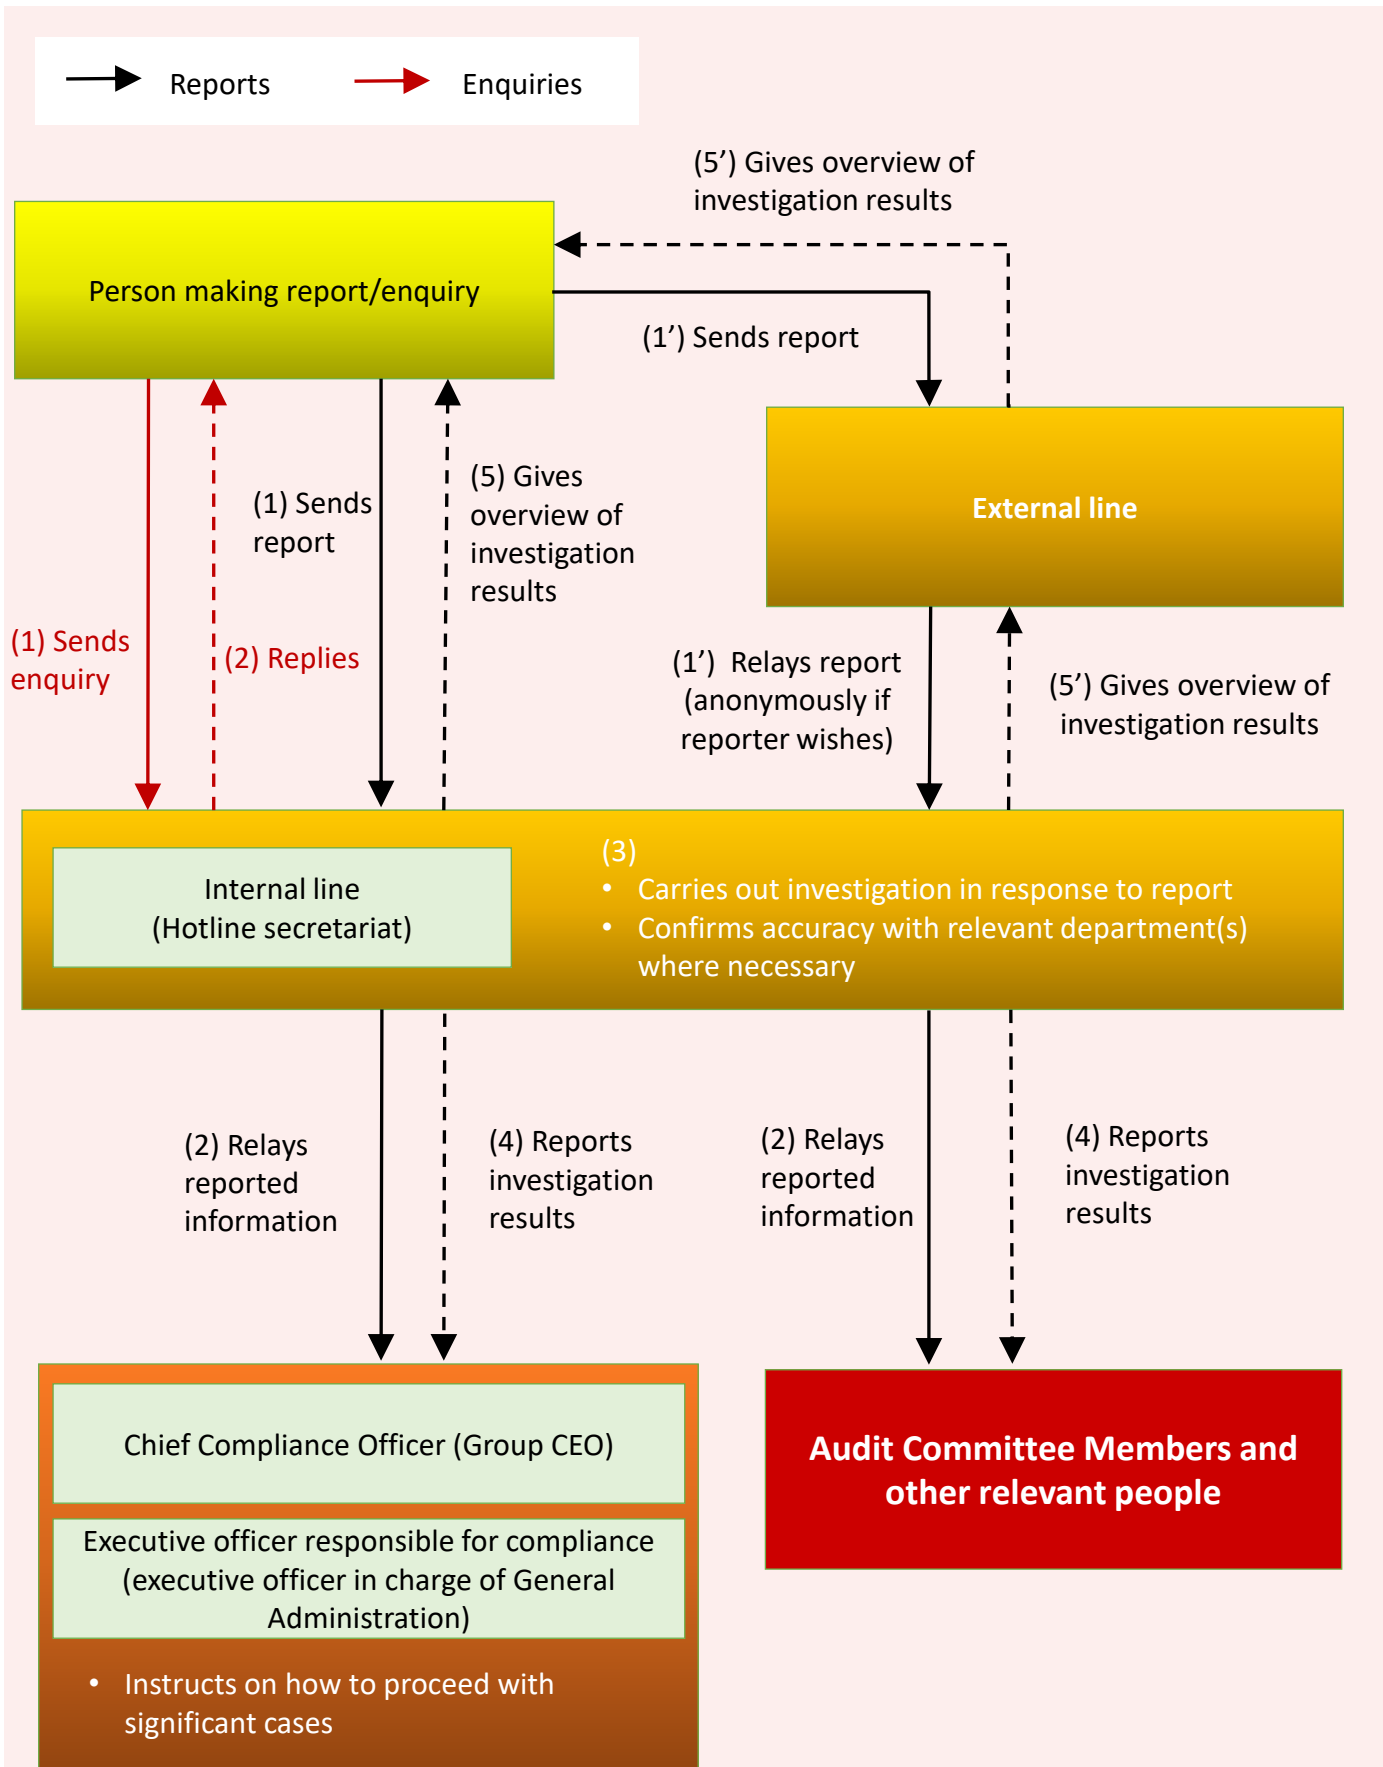 Reports
Enquiries
(5’) Gives overview of
investigation results
Person making report/enquiry
(1’) Sends report
External line
(1) Sends
report
(5) Gives
overview of
investigation
results
(1) Sends
enquiry
(2) Replies
(1’)  Relays report
(anonymously if
reporter wishes)
(5’) Gives overview of
investigation results
Internal line
(Hotline secretariat)
(3)
• Carries out investigation in response to report
• Confirms accuracy with relevant department(s)
where necessary
(2) Relays
reported
information
(4) Reports
investigation
results
(2) Relays
reported
information
(4) Reports
investigation
results
Chief Compliance Officer (Group CEO)
Executive officer responsible for compliance
(executive officer in charge of General
Administration)
• Instructs on how to proceed with
significant cases
Audit Committee Members and
other relevant people